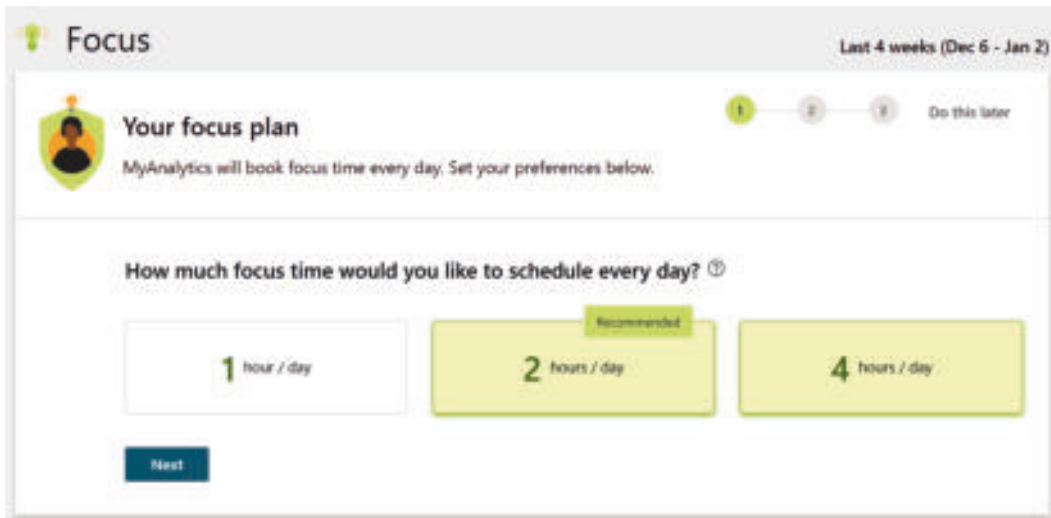 Focus
Last 4 weeks (Dec 6 - Jan 2)
Your focus plan
1 2 3 Do this later
MyAnalytics will book focus time every day. Set your preferences below.
How much focus time would you like to schedule every day?
Recommended
1 hour / day
2 hours / day
4 hours / day
Next